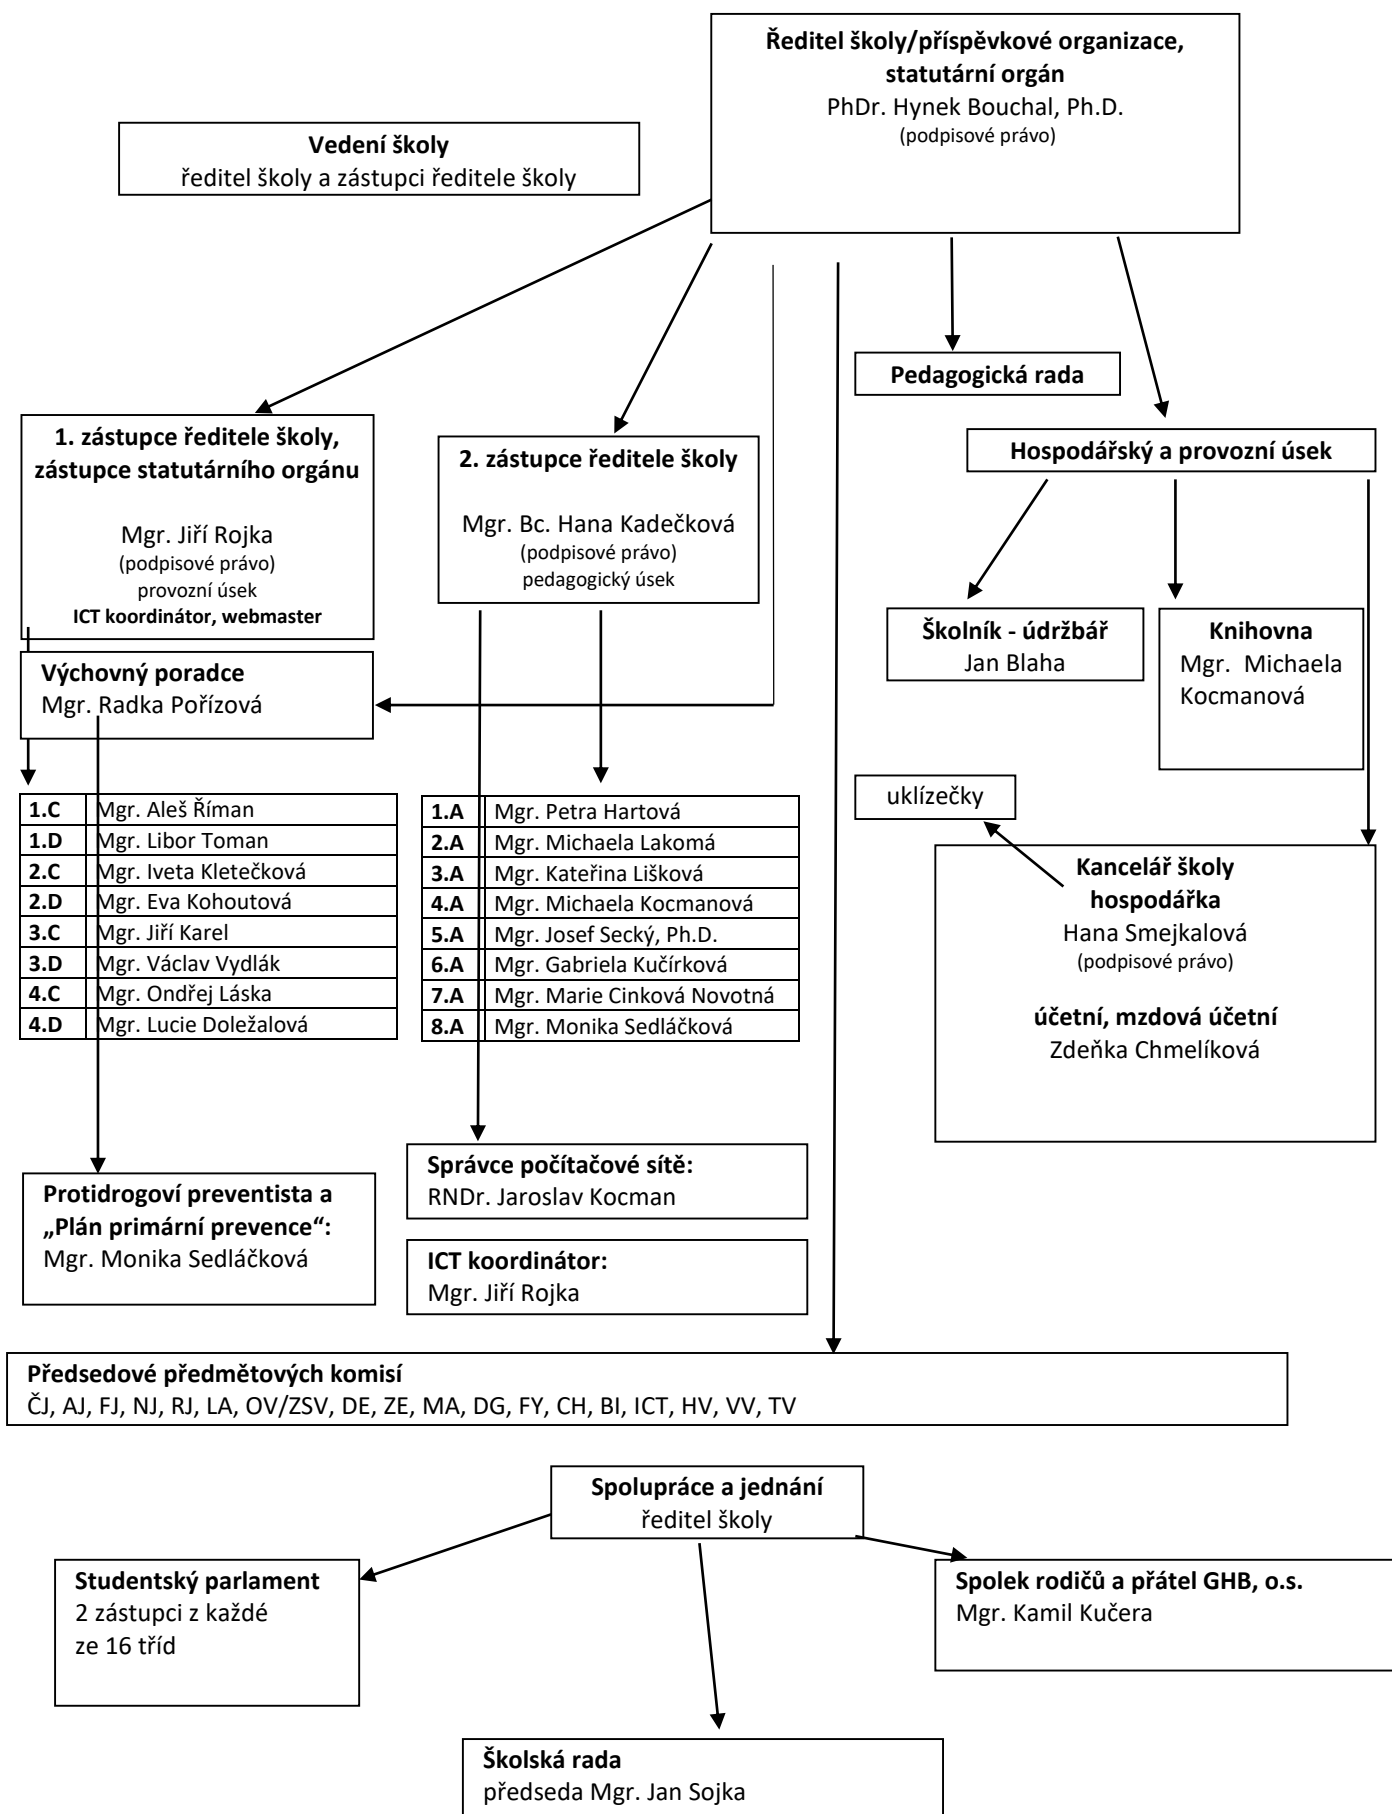 Ředitel školy/příspěvkové organizace,
statutární orgán
PhDr. Hynek Bouchal, Ph.D.
(podpisové právo)
Vedení školy
ředitel školy a zástupci ředitele školy
Pedagogická rada
1. zástupce ředitele školy,
zástupce statutárního orgánu
Mgr. Jiří Rojka
(podpisové právo)
provozní úsek
ICT koordinátor, webmaster
2. zástupce ředitele školy
Mgr. Bc. Hana Kadečková
(podpisové právo)
pedagogický úsek
Hospodářský a provozní úsek
Školník - údržbář
Jan Blaha
Knihovna
Mgr. Michaela
Kocmanová
Výchovný poradce
Mgr. Radka Pořízová
uklízečky
1.C Mgr. Aleš Říman
1.D Mgr. Libor Toman
2.C Mgr. Iveta Kletečková
2.D Mgr. Eva Kohoutová
3.C Mgr. Jiří Karel
3.D Mgr. Václav Vydlák
4.C Mgr. Ondřej Láska
4.D Mgr. Lucie Doležalová
1.A Mgr. Petra Hartová
2.A Mgr. Michaela Lakomá
3.A Mgr. Kateřina Lišková
4.A Mgr. Michaela Kocmanová
5.A Mgr. Josef Secký, Ph.D.
6.A Mgr. Gabriela Kučírková
7.A Mgr. Marie Cinková Novotná
8.A Mgr. Monika Sedláčková
Kancelář školy
hospodářka
Hana Smejkalová
(podpisové právo)
účetní, mzdová účetní
Zdeňka Chmelíková
Protidrogoví preventista a
„Plán primární prevence“:
Mgr. Monika Sedláčková
Správce počítačové sítě:
RNDr. Jaroslav Kocman
ICT koordinátor:
Mgr. Jiří Rojka
Předsedové předmětových komisí
ČJ, AJ, FJ, NJ, RJ, LA, OV/ZSV, DE, ZE, MA, DG, FY, CH, BI, ICT, HV, VV, TV
Spolupráce a jednání
ředitel školy
Studentský parlament
2 zástupci z každé
ze 16 tříd
Spolek rodičů a přátel GHB, o.s.
Mgr. Kamil Kučera
Školská rada
předseda Mgr. Jan Sojka